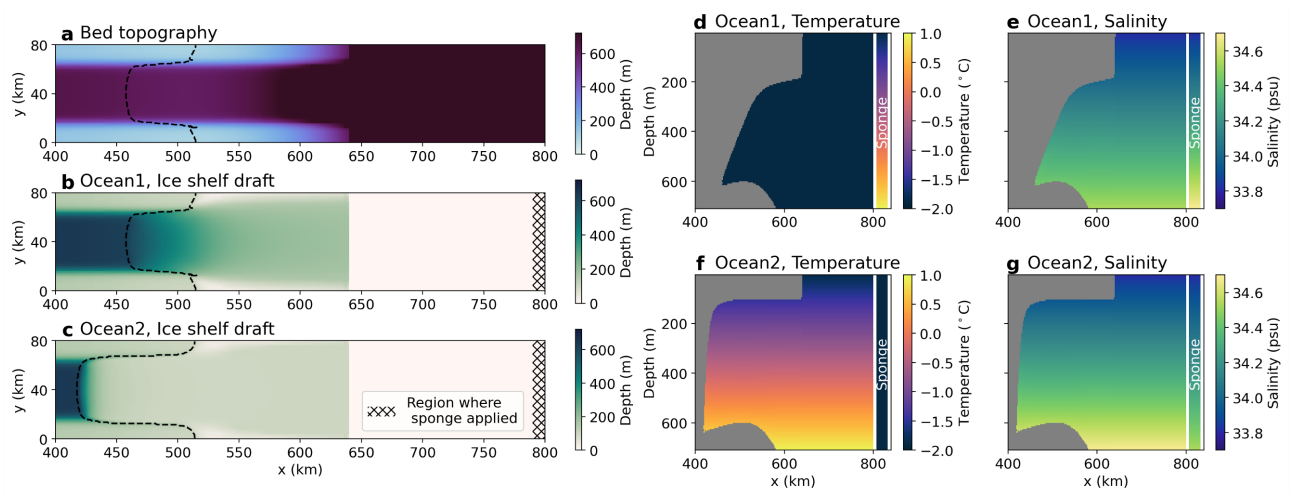 a Bed topography
80
40
0
y (km)
400 450 500 550 600 650 700 750 800
600
400
200
0
Depth (m)
b Ocean1, Ice shelf draft
80
40
0
y (km)
400 450 500 550 600 650 700 750 800
600
400
200
0
Depth (m)
c Ocean2, Ice shelf draft
80
40
0
y (km)
Region where
sponge applied
400 450 500 550 600 650 700 750 800
x (km)
600
400
200
0
Depth (m)
d Ocean1, Temperature
200
400
600
Depth (m)
Sponge
400 600 800
1.0
0.5
0.0
−0.5
−1.0
−1.5
−2.0
Temperature (°C)
e Ocean1, Salinity
Sponge
400 600 800
34.6
34.4
34.2
34.0
33.8
Salinity (psu)
f Ocean2, Temperature
200
400
600
Depth (m)
Sponge
400 600 800
x (km)
1.0
0.5
0.0
−0.5
−1.0
−1.5
−2.0
Temperature (°C)
g Ocean2, Salinity
Sponge
400 600 800
x (km)
34.6
34.4
34.2
34.0
33.8
Salinity (psu)